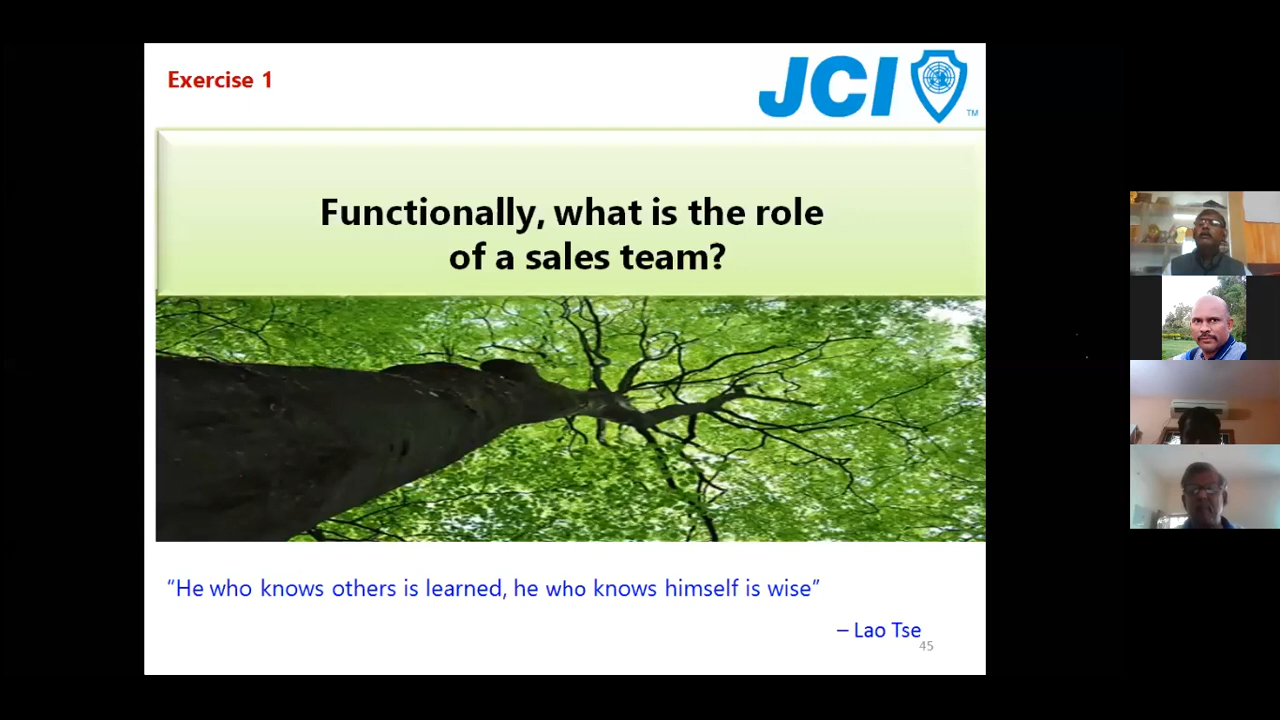 Exercise 1
JCI
TM
Functionally, what is the role
of a sales team?
“He who knows others is learned, he who knows himself is wise”
– Lao Tse
45